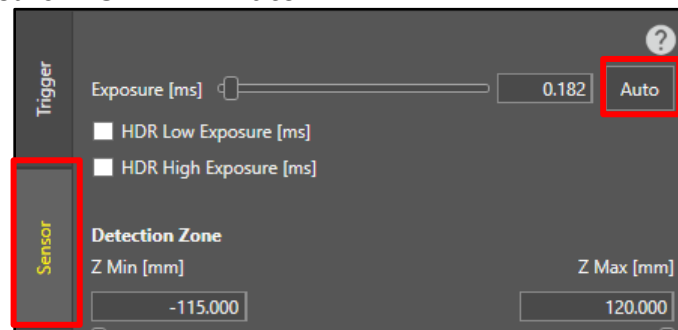 ?
Trigger
Exposure [ms] 0.182 Auto
HDR Low Exposure [ms]
HDR High Exposure [ms]
Sensor
Detection Zone
Z Min [mm] Z Max [mm]
-115.000 120.000